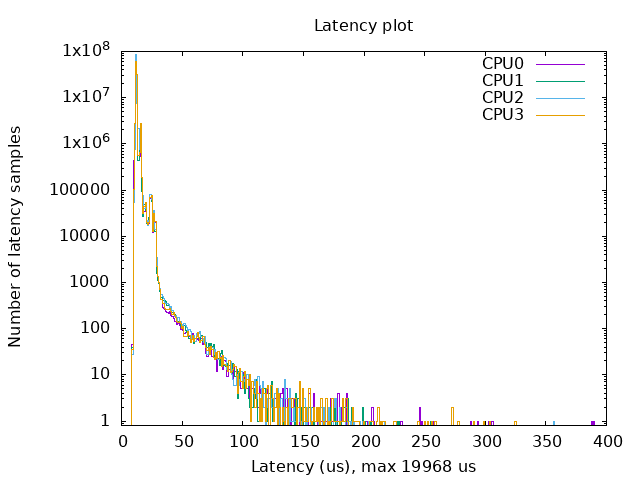 Latency plot
Number of latency samples
1x10^8
1x10^7
1x10^6
100000
10000
1000
100
10
1
CPU0
CPU1
CPU2
CPU3
0 50 100 150 200 250 300 350 400
Latency (us), max 19968 us